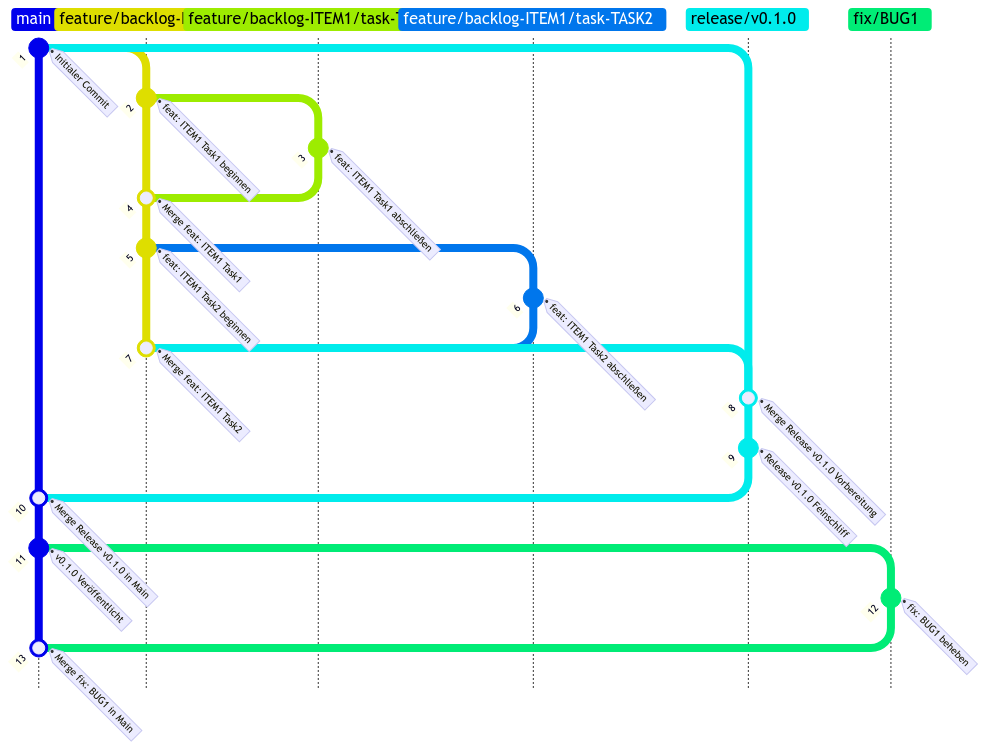 main
feature/backlog-I
feature/backlog-ITEM1/task-T
feature/backlog-ITEM1/task-TASK2
release/v0.1.0
fix/BUG1
1
Initialer Commit
2
feat: ITEM1 Task1 beginnen
3
feat: ITEM1 Task1 abschließen
4
Merge feat: ITEM1 Task1
5
feat: ITEM1 Task2 beginnen
6
feat: ITEM1 Task2 abschließen
7
Merge feat: ITEM1 Task2
8
Merge Release v0.1.0 Vorbereitung
9
Release v0.1.0 Feinschliff
10
Merge Release v0.1.0 in Main
11
v0.1.0 Veröffentlicht
12
fix: BUG1 beheben
13
Merge fix: BUG1 in Main